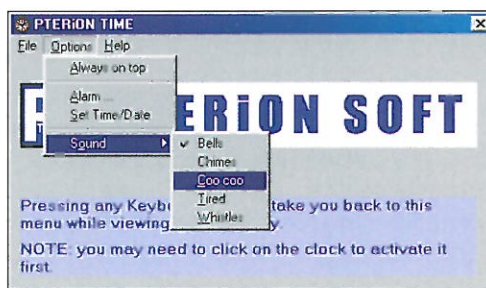 PTERiON TIME
File Options Help
Always on top
Alarm ...
Set Time/Date
Sound
Bells
Chimes
Coo coo
Tired
Whistles
ERiON SOFT
Pressing any Keyb take you back to this
menu while viewing y.
NOTE: you may need to click on the clock to activate it
first.